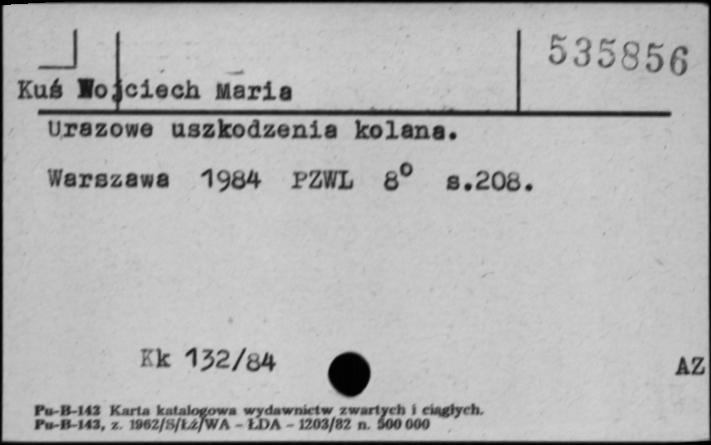 535856
Kuś Wojciech Maria
Urazowe uszkodzenia kolana.
Warszawa 1984 PZWL 8° s.208.
Kk 132/84
AZ
Pu-B-142 Karta katalogowa wydawnictw zwartych i ciągłych.
Pu-B-143, z. 1962/S/Łź/WA - ŁDA - 1203/82 n. 500 000